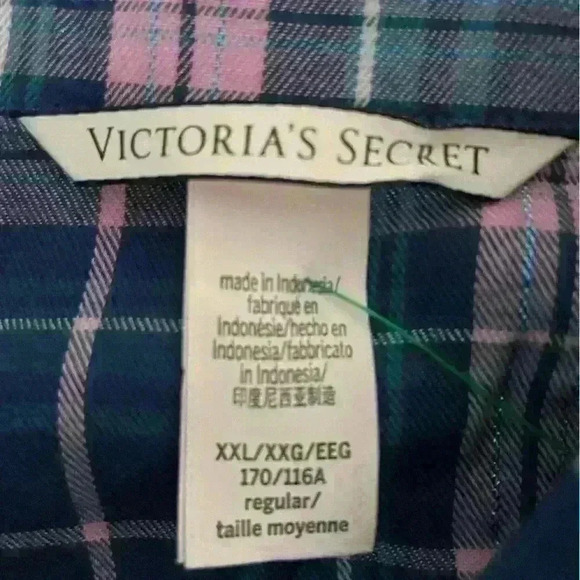 VICTORIA'S SECRET
made in Indonesia/
fabriqué en
Indonésie/hecho en
Indonesia/fabbricato
in Indonesia/
印度尼西亚制造
XXL/XXG/EEG
170/116A
regular/
taille moyenne